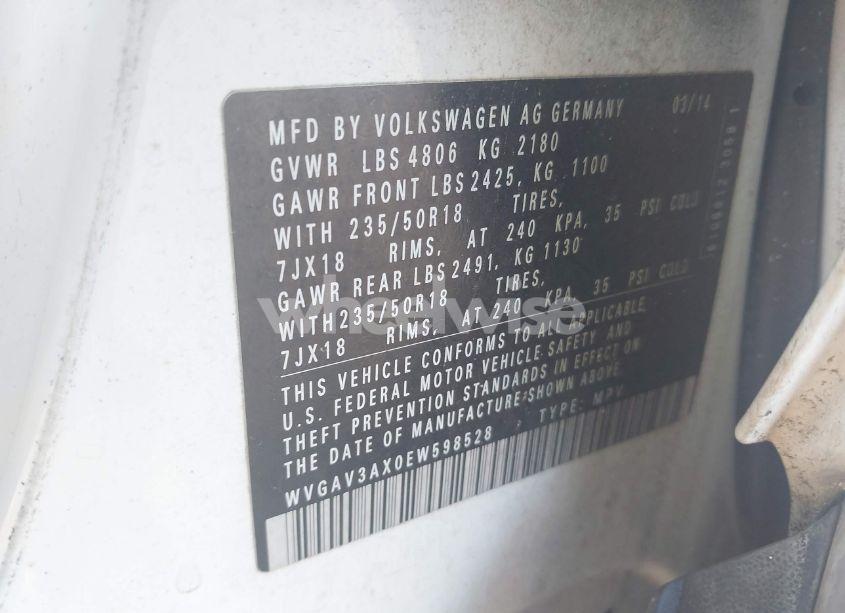 MFD BY VOLKSWAGEN AG GERMANY 03/14
GVWR LBS 4806 KG 2180
GAWR FRONT LBS 2425, KG 1100
WITH 235/50R18 TIRES,
7JX18 RIMS, AT 240 KPA, 35 PSI COLD
GAWR REAR LBS 2491, KG 1130
WITH 235/50R18 TIRES,
7JX18 RIMS, AT 240 KPA, 35 PSI COLD
THIS VEHICLE CONFORMS TO ALL APPLICABLE
U.S. FEDERAL MOTOR VEHICLE SAFETY AND
THEFT PREVENTION STANDARDS IN EFFECT ON
THE DATE OF MANUFACTURE SHOWN ABOVE
WVGAV3AX0EW598528 TYPE: MPV
wheelwise